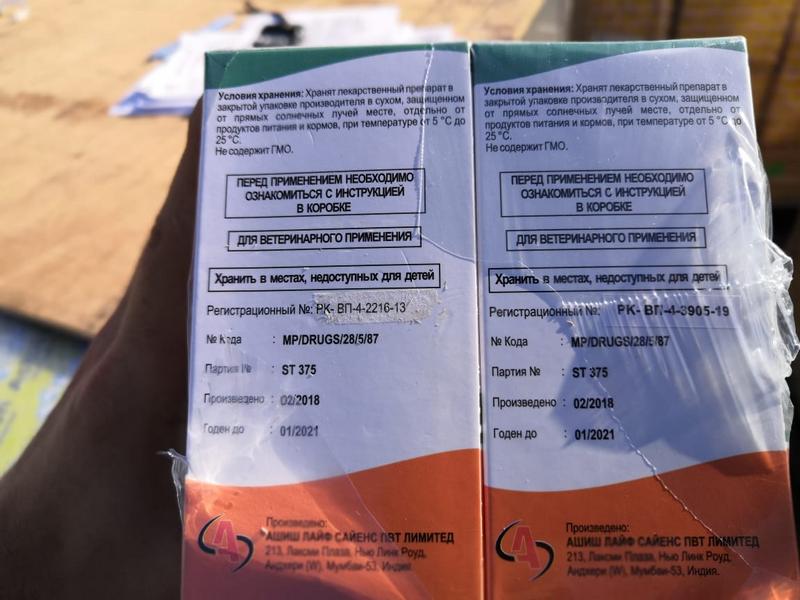 Условия хранения: Хранят лекарственный препарат в
закрытой упаковке производителя в сухом, защищенном
от прямых солнечных лучей месте, отдельно от
продуктов питания и кормов, при температуре от 5 °C до
25 °C.
Не содержит ГМО.
ПЕРЕД ПРИМЕНЕНИЕМ НЕОБХОДИМО
ОЗНАКОМИТЬСЯ С ИНСТРУКЦИЕЙ
В КОРОБКЕ
ДЛЯ ВЕТЕРИНАРНОГО ПРИМЕНЕНИЯ
Хранить в местах, недоступных для детей
Регистрационный №: РК- ВП-4-2216-13
№ Кода : MP/DRUGS/28/5/87
Партия № : ST 375
Произведено : 02/2018
Годен до : 01/2021
Произведено:
АШИШ ЛАЙФ САЙЕНС ПВТ ЛИМИТЕД
213, Лаксми Плаза, Нью Линк Роуд,
Андхери (W), Мумбаи-53, Индия.
Условия хранения: Хранят лекарственный препарат в
закрытой упаковке производителя в сухом, защищенном
от прямых солнечных лучей месте, отдельно от
продуктов питания и кормов, при температуре от 5 °C до
25 °C.
Не содержит ГМО.
ПЕРЕД ПРИМЕНЕНИЕМ НЕОБХОДИМО
ОЗНАКОМИТЬСЯ С ИНСТРУКЦИЕЙ
В КОРОБКЕ
ДЛЯ ВЕТЕРИНАРНОГО ПРИМЕНЕНИЯ
Хранить в местах, недоступных для детей
Регистрационный №: РК- ВП-4-3905-19
№ Кода : MP/DRUGS/28/5/87
Партия № : ST 375
Произведено : 02/2018
Годен до : 01/2021
Произведено:
АШИШ ЛАЙФ САЙЕНС ПВТ ЛИМИТЕД
213, Лаксми Плаза, Нью Линк Роуд,
Андхери (W), Мумбаи-53, Индия.